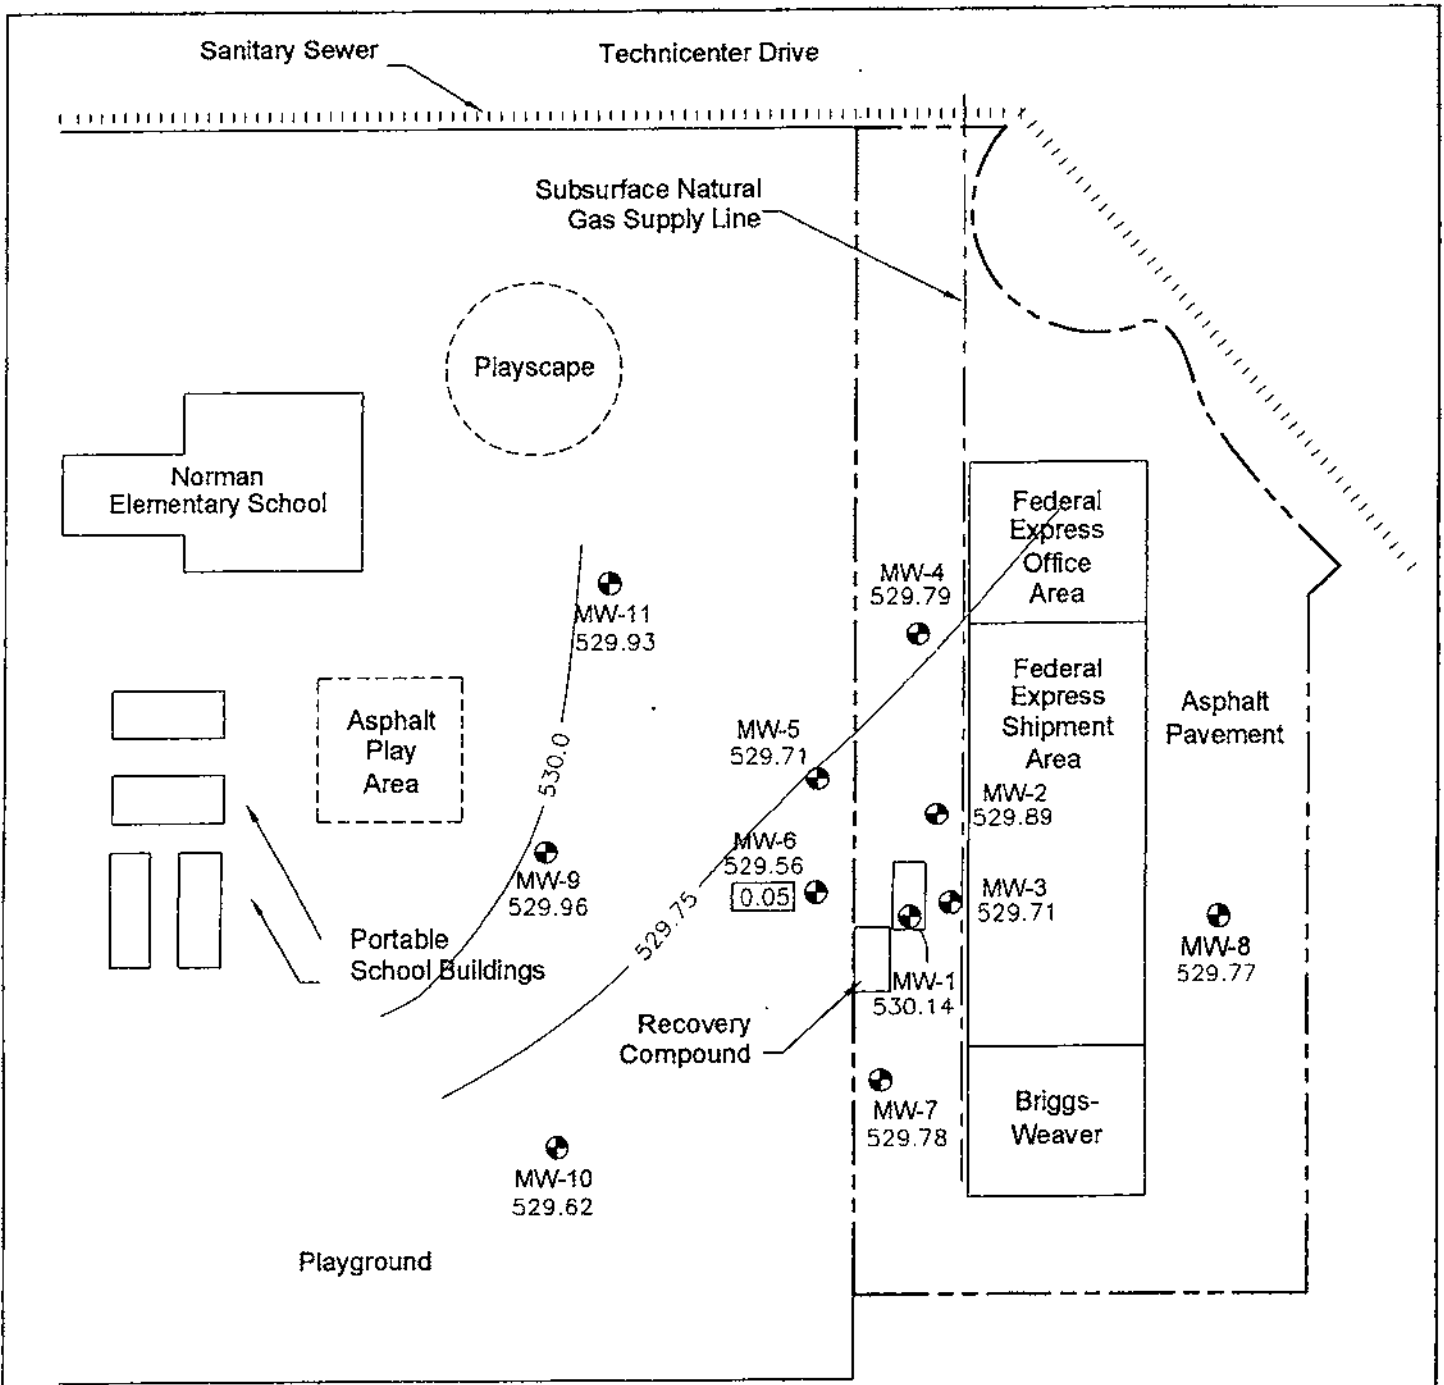 Sanitary Sewer
Technicenter Drive
Subsurface Natural
Gas Supply Line
Playscape
Norman
Elementary School
Federal
Express
Office
Area
MW-4
529.79
MW-11
529.93
Federal
Express
Shipment
Area
Asphalt
Pavement
Asphalt
Play
Area
530.0
MW-5
529.71
MW-2
529.89
MW-6
529.56
0.05
MW-9
529.96
MW-3
529.71
529.75
MW-8
529.77
Portable
School Buildings
MW-1
530.14
Recovery
Compound
MW-7
529.78
Briggs-
Weaver
MW-10
529.62
Playground